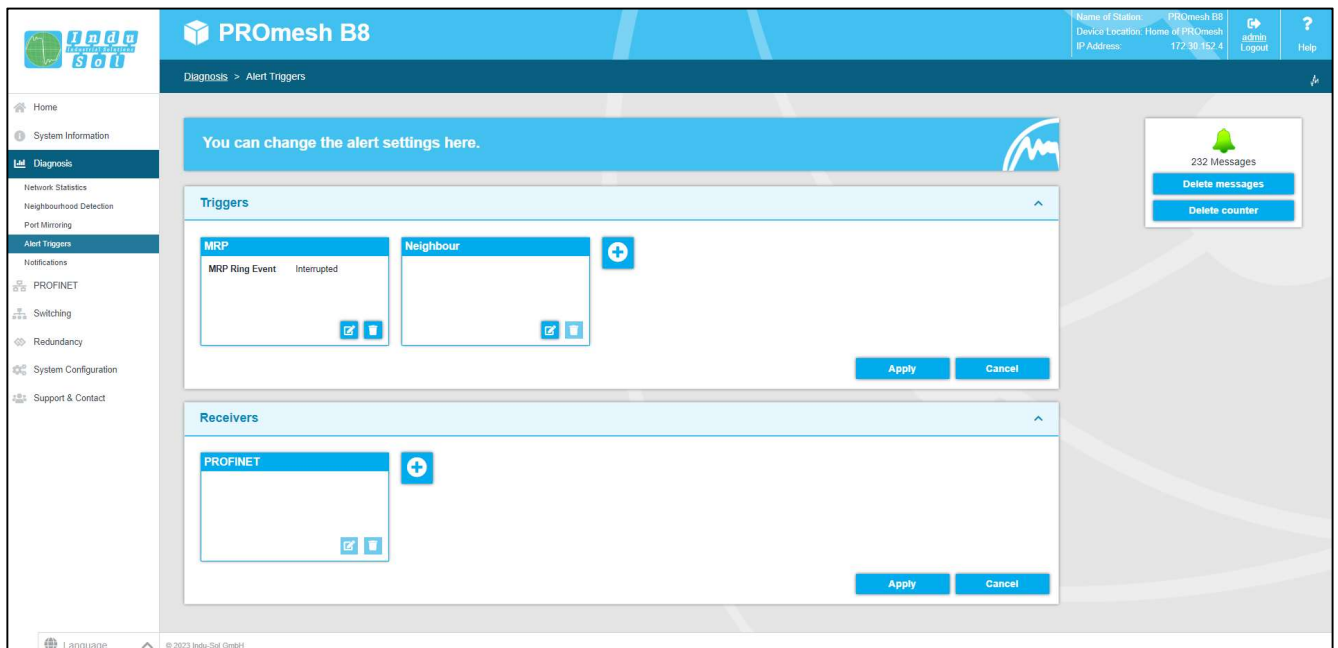 Indu
Industrial Solutions
Sol
PROmesh B8
Name of Station: PROmesh B8
Device Location: Home of PROmesh
IP Address: 172.30.152.4
admin
Logout
?
Help
Diagnosis > Alert Triggers
Home
System Information
Diagnosis
Network Statistics
Neighbourhood Detection
Port Mirroring
Alert Triggers
Notifications
PROFINET
Switching
Redundancy
System Configuration
Support & Contact
You can change the alert settings here.
232 Messages
Delete messages
Delete counter
Triggers
MRP
MRP Ring Event Interrupted
Neighbour
Apply
Cancel
Receivers
PROFINET
Apply
Cancel
Language
© 2023 Indu-Sol GmbH